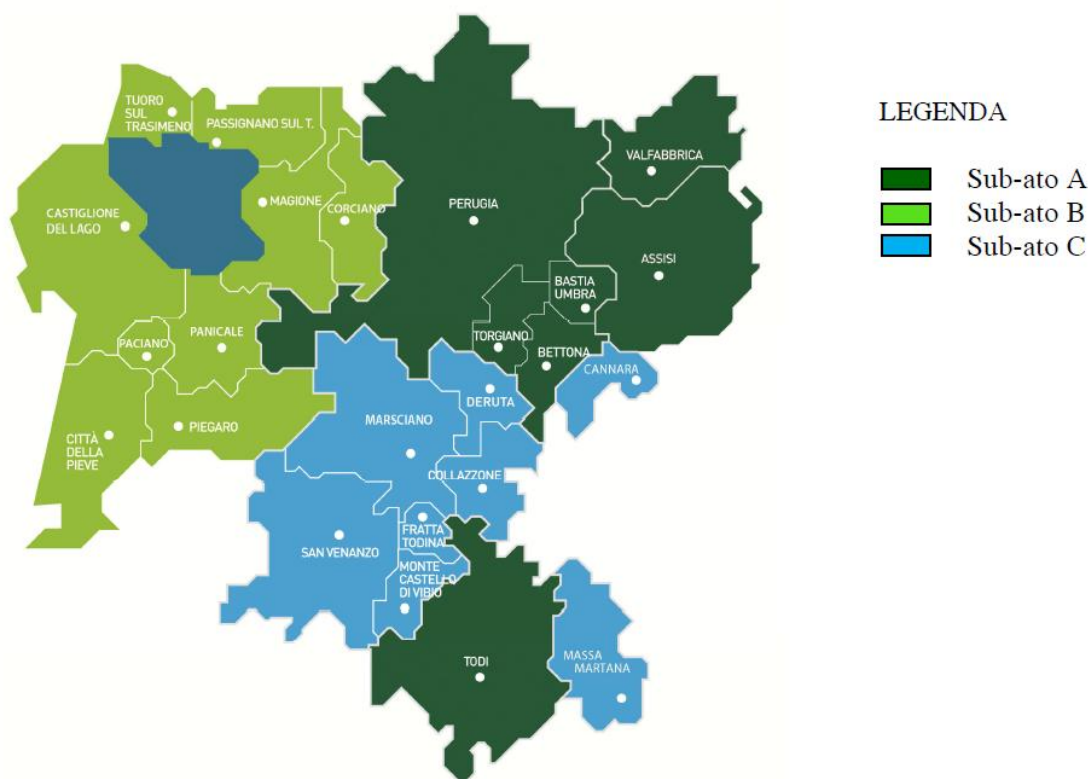 TUORO
SUL
TRASIMENO
PASSIGNANO SUL T.
VALFABBRICA
CASTIGLIONE
DEL LAGO
MAGIONE
CORCIANO
PERUGIA
ASSISI
BASTIA
UMBRA
PACIANO
PANICALE
TORGIANO
BETTONA
CANNARA
DERUTA
CITTÀ
DELLA
PIEVE
PIEGARO
MARSCIANO
COLLAZZONE
SAN VENANZO
FRATTA
TODINA
MONTE
CASTELLO
DI VIBIO
TODI
MASSA
MARTANA
LEGENDA
Sub-ato A
Sub-ato B
Sub-ato C